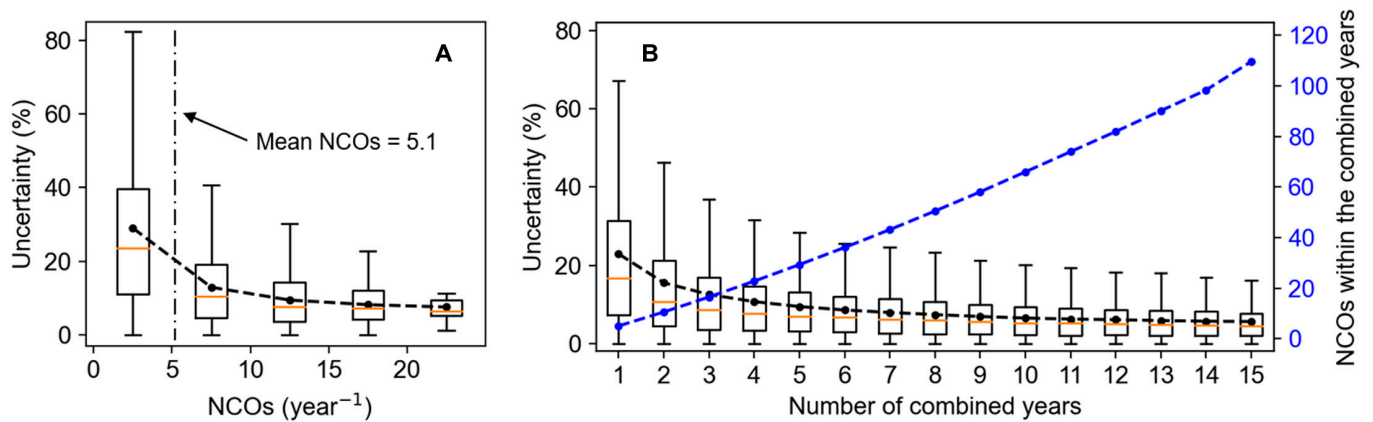 A
Uncertainty (%)
80
60
40
20
0
Mean NCOs = 5.1
0 5 10 15 20
NCOs (year⁻¹)
B
Uncertainty (%)
80
60
40
20
0
120
100
80
60
40
20
0
NCOs within the combined years
1 2 3 4 5 6 7 8 9 10 11 12 13 14 15
Number of combined years